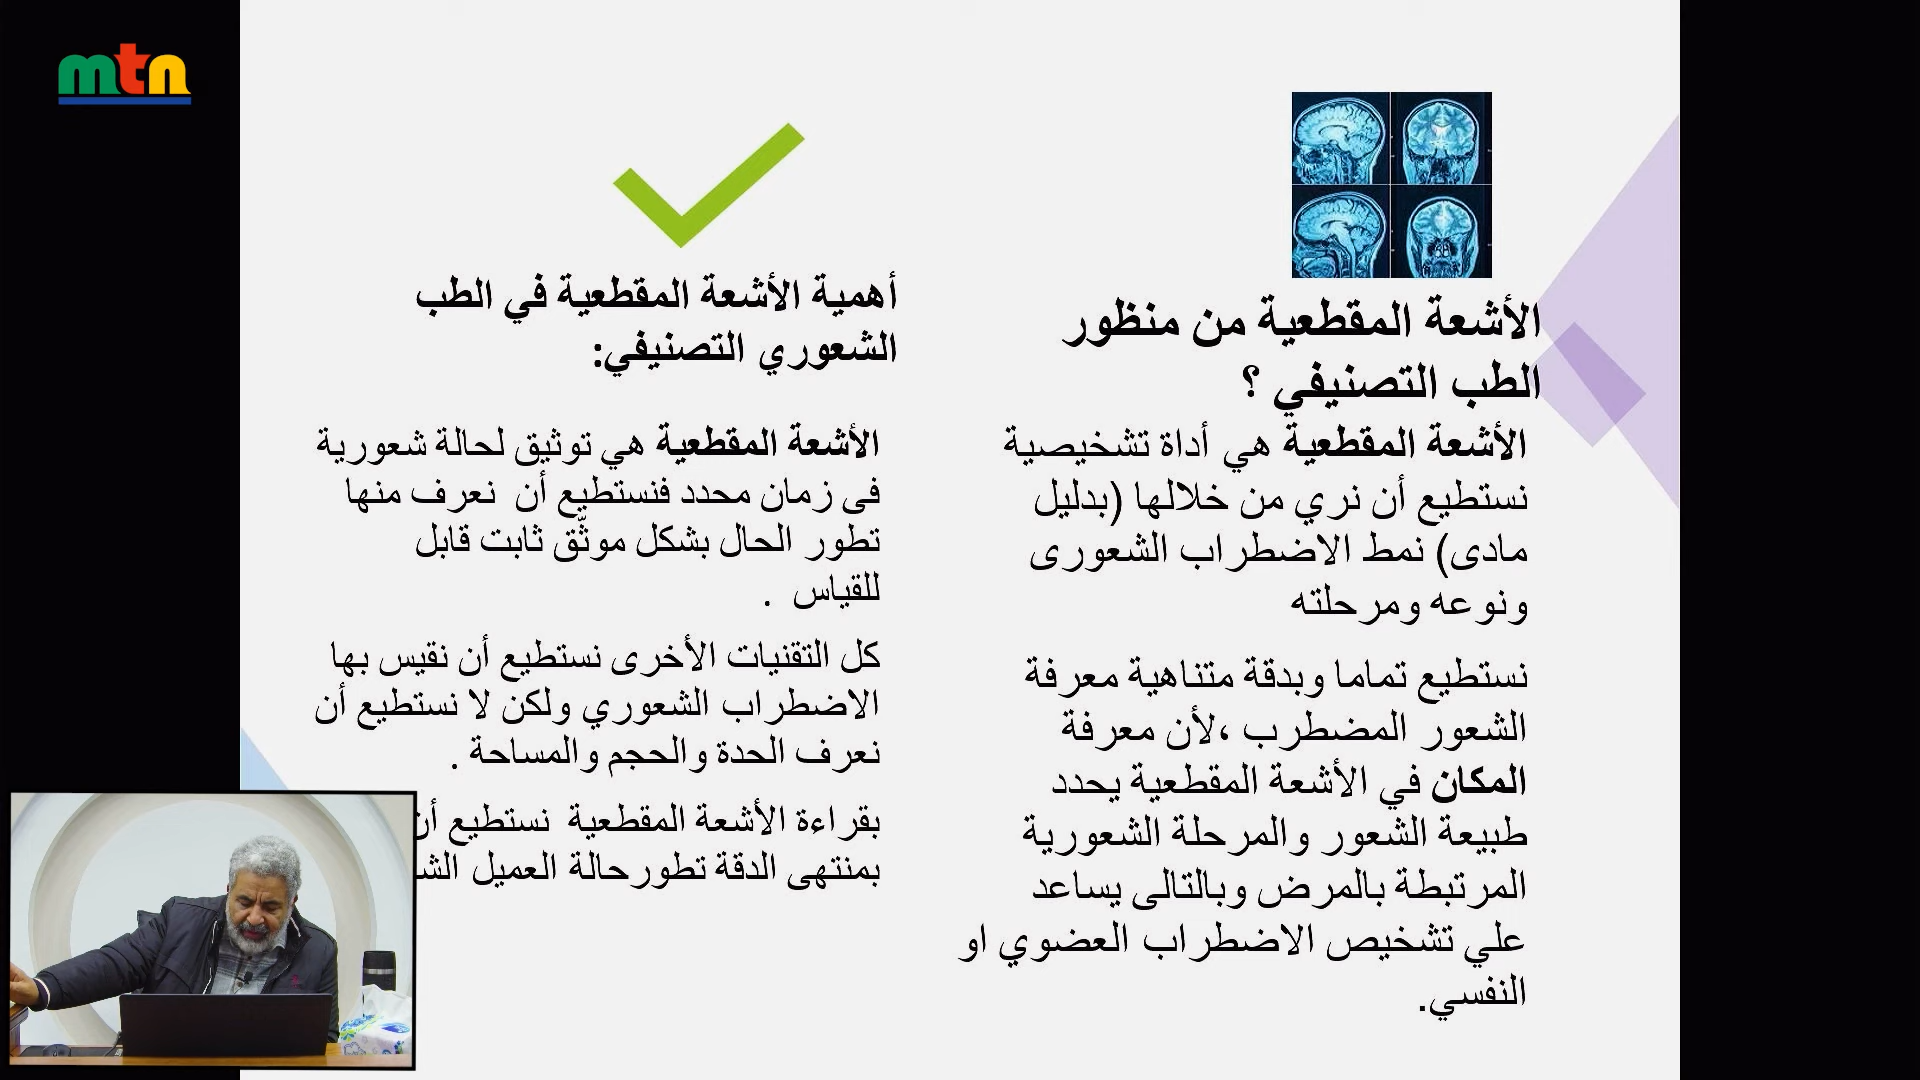 mtn
الأشعة المقطعية من منظور
الطب التصنيفي ؟
الأشعة المقطعية هي أداة تشخيصية
نستطيع أن نري من خلالها (بدليل
مادى) نمط الاضطراب الشعورى
ونوعه ومرحلته
نستطيع تماما وبدقة متناهية معرفة
الشعور المضطرب ،لأن معرفة
المكان في الأشعة المقطعية يحدد
طبيعة الشعور والمرحلة الشعورية
المرتبطة بالمرض وبالتالى يساعد
علي تشخيص الاضطراب العضوي او
النفسي.
أهمية الأشعة المقطعية في الطب
الشعوري التصنيفي:
الأشعة المقطعية هي توثيق لحالة شعورية
فى زمان محدد فنستطيع أن نعرف منها
تطور الحال بشكل موثّق ثابت قابل
للقياس .
كل التقنيات الأخرى نستطيع أن نقيس بها
الاضطراب الشعوري ولكن لا نستطيع أن
نعرف الحدة والحجم والمساحة .
بقراءة الأشعة المقطعية نستطيع أن
بمنتهى الدقة تطورحالة العميل